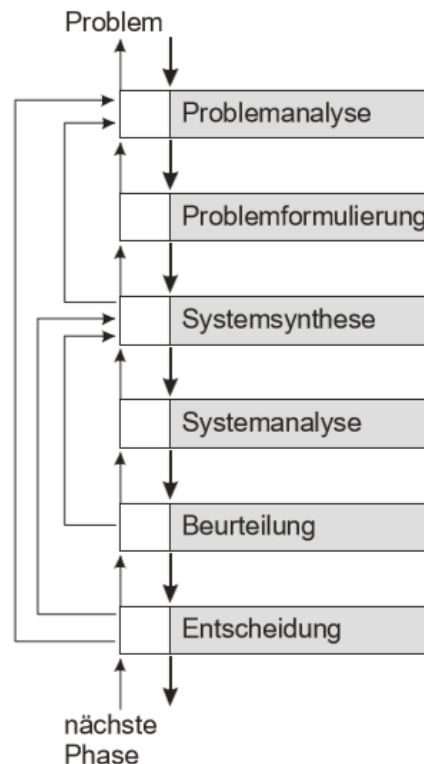 Problem
Problemanalyse
Problemformulierung
Systemsynthese
Systemanalyse
Beurteilung
Entscheidung
nächste
Phase